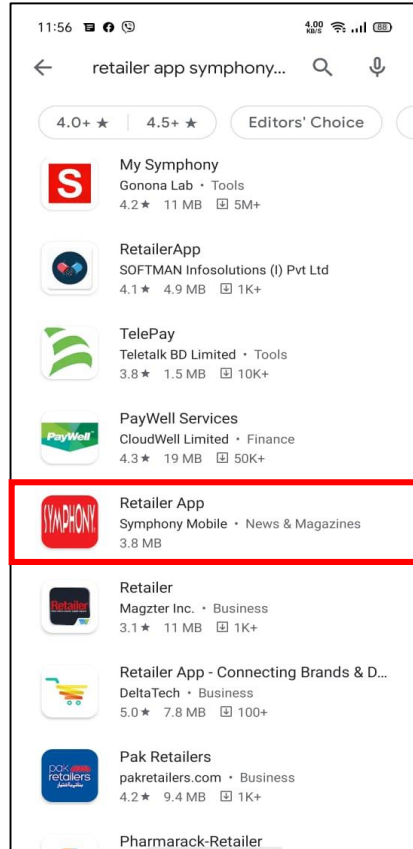 11:56 4.00 KB/S 88
retailer app symphony...
4.0+ ★ 4.5+ ★ Editors' Choice
S
My Symphony
Gonona Lab • Tools
4.2★ 11 MB 5M+
RetailerApp
SOFTMAN Infosolutions (I) Pvt Ltd
4.1★ 4.9 MB 1K+
TelePay
Teletalk BD Limited • Tools
3.8★ 1.5 MB 10K+
PayWell
PayWell Services
CloudWell Limited • Finance
4.3★ 19 MB 50K+
SYMPHONY
Retailer App
Symphony Mobile • News & Magazines
3.8 MB
Retailer
Retailer
Magzter Inc. • Business
3.1★ 11 MB 1K+
Retailer App - Connecting Brands & D...
DeltaTech • Business
5.0★ 7.8 MB 100+
pak
retailers
Pak Retailers
pakretailers.com • Business
4.2★ 9.4 MB 1K+
Pharmarack-Retailer